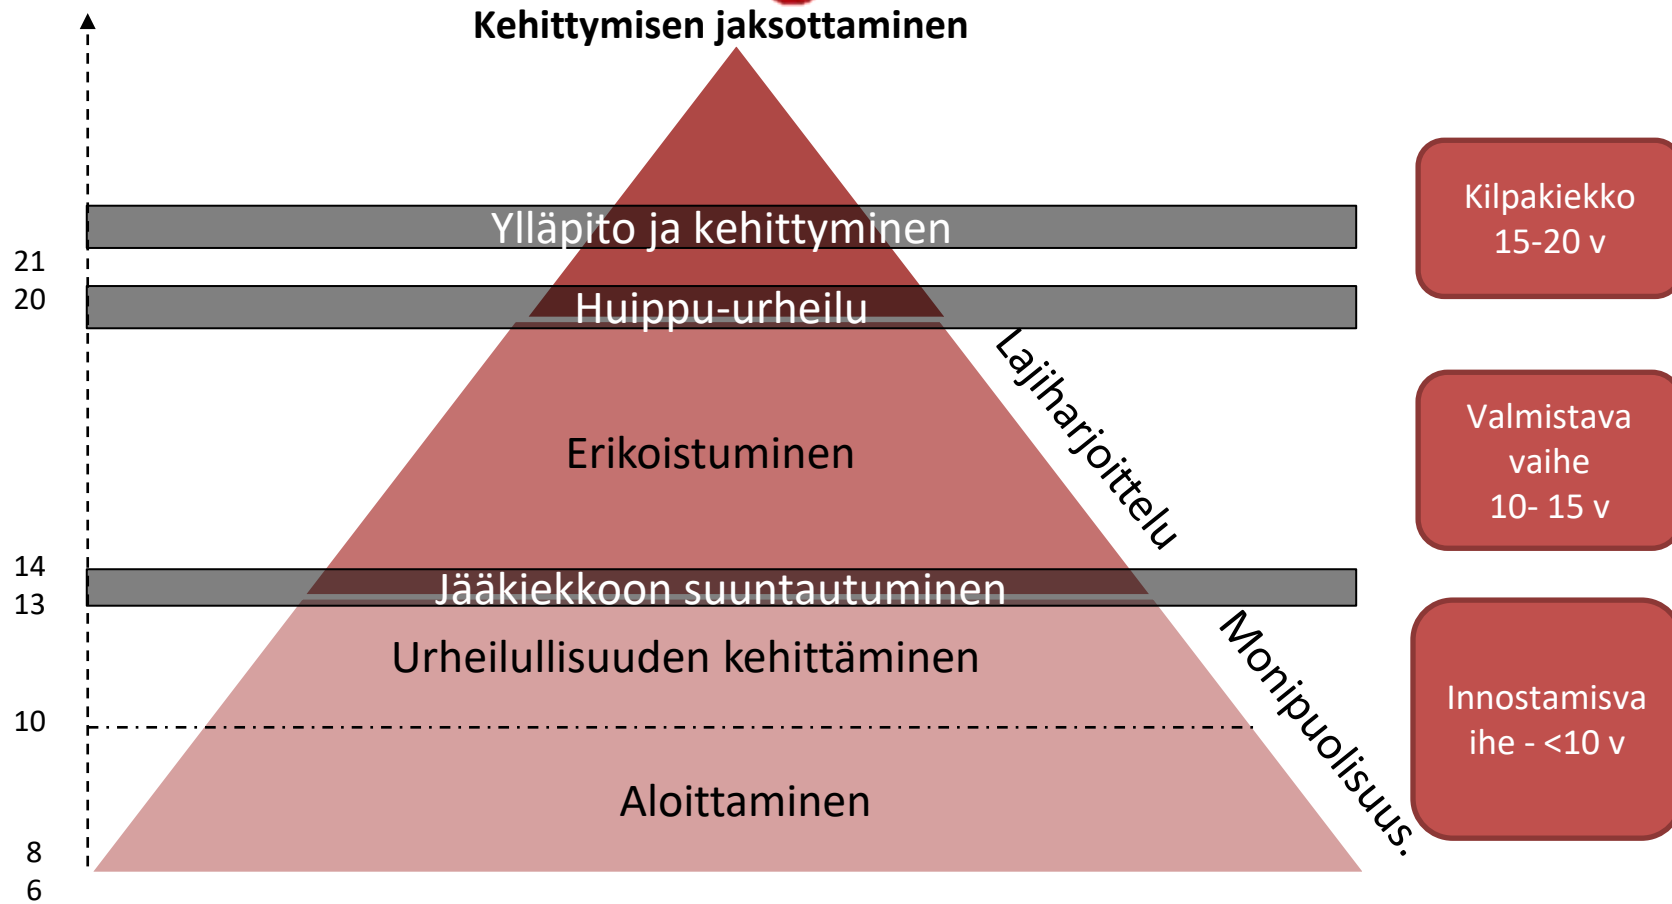 Kehittymisen jaksottaminen
Kilpakiekko
15-20 v
Ylläpito ja kehittyminen
21
20
Huippu-urheilu
Lajiharjoittelu
Valmistava
vaihe
10- 15 v
Erikoistuminen
14
13
Jääkiekkoon suuntautuminen
Urheilullisuuden kehittäminen
Monipuolisuus.
Innostamisva
ihe - <10 v
10
Aloittaminen
8
6